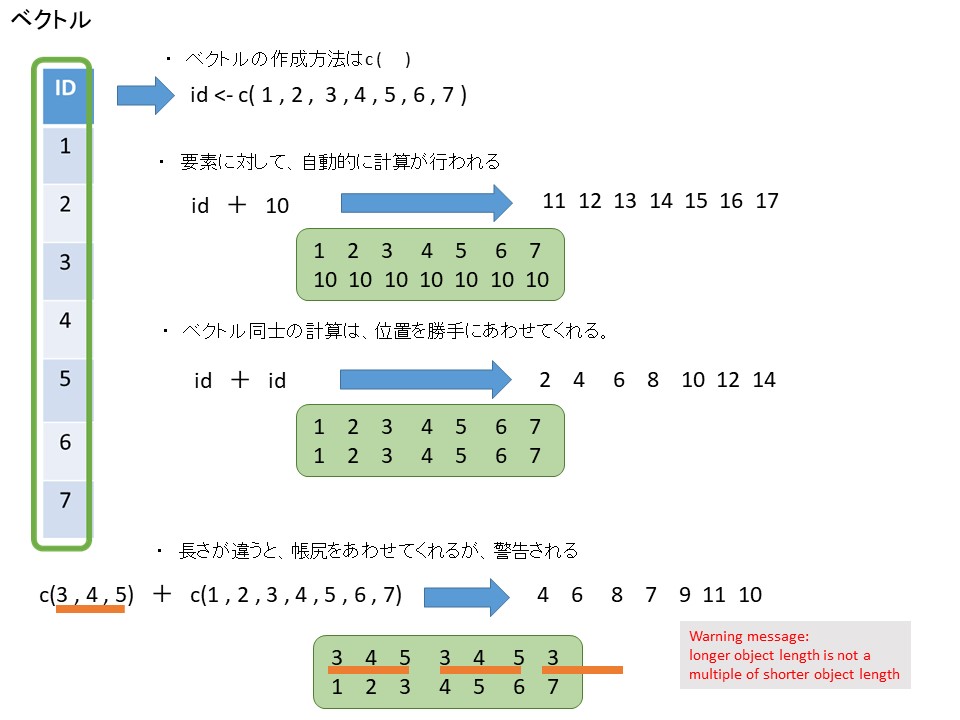 ベクトル
・ ベクトルの作成方法はc( )
ID
id <- c( 1 , 2 , 3 , 4 , 5 , 6 , 7 )
1
2
3
4
5
6
7
・ 要素に対して、自動的に計算が行われる
id ＋ 10
11 12 13 14 15 16 17
1 2 3 4 5 6 7
10 10 10 10 10 10 10
・ ベクトル同士の計算は、位置を勝手にあわせてくれる。
id ＋ id
2 4 6 8 10 12 14
1 2 3 4 5 6 7
1 2 3 4 5 6 7
・ 長さが違うと、帳尻をあわせてくれるが、警告される
c(3 , 4 , 5) ＋ c(1 , 2 , 3 , 4 , 5 , 6 , 7)
4 6 8 7 9 11 10
3 4 5 3 4 5 3
1 2 3 4 5 6 7
Warning message:
longer object length is not a
multiple of shorter object length